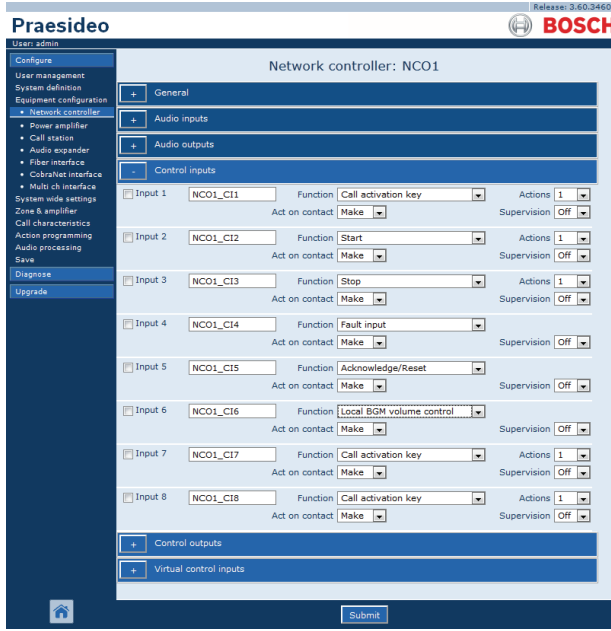 Release: 3.60.3460
Praesideo
BOSCH
User: admin
Configure
User management
System definition
Equipment configuration
• Network controller
• Power amplifier
• Call station
• Audio expander
• Fiber interface
• CobraNet interface
• Multi ch interface
System wide settings
Zone & amplifier
Call characteristics
Action programming
Audio processing
Save
Diagnose
Upgrade
Network controller: NCO1
+ General
+ Audio inputs
+ Audio outputs
- Control inputs
Input 1 NCO1_CI1 Function Call activation key Actions 1
Act on contact Make Supervision Off
Input 2 NCO1_CI2 Function Start Actions 1
Act on contact Make Supervision Off
Input 3 NCO1_CI3 Function Stop Actions 1
Act on contact Make Supervision Off
Input 4 NCO1_CI4 Function Fault input
Act on contact Make Supervision Off
Input 5 NCO1_CI5 Function Acknowledge/Reset
Act on contact Make Supervision Off
Input 6 NCO1_CI6 Function Local BGM volume control
Act on contact Make Supervision Off
Input 7 NCO1_CI7 Function Call activation key Actions 1
Act on contact Make Supervision Off
Input 8 NCO1_CI8 Function Call activation key Actions 1
Act on contact Make Supervision Off
+ Control outputs
+ Virtual control inputs
Submit